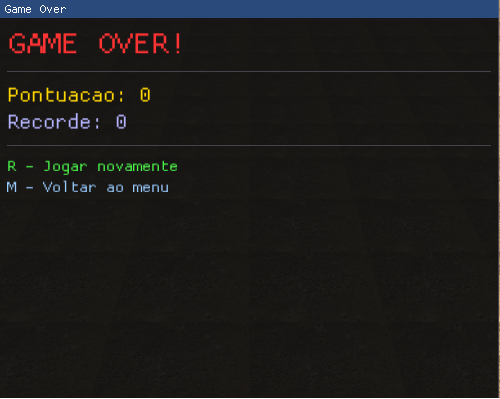 Game Over
GAME OVER!
Pontuacao: 0
Recorde: 0
R - Jogar novamente
M - Voltar ao menu